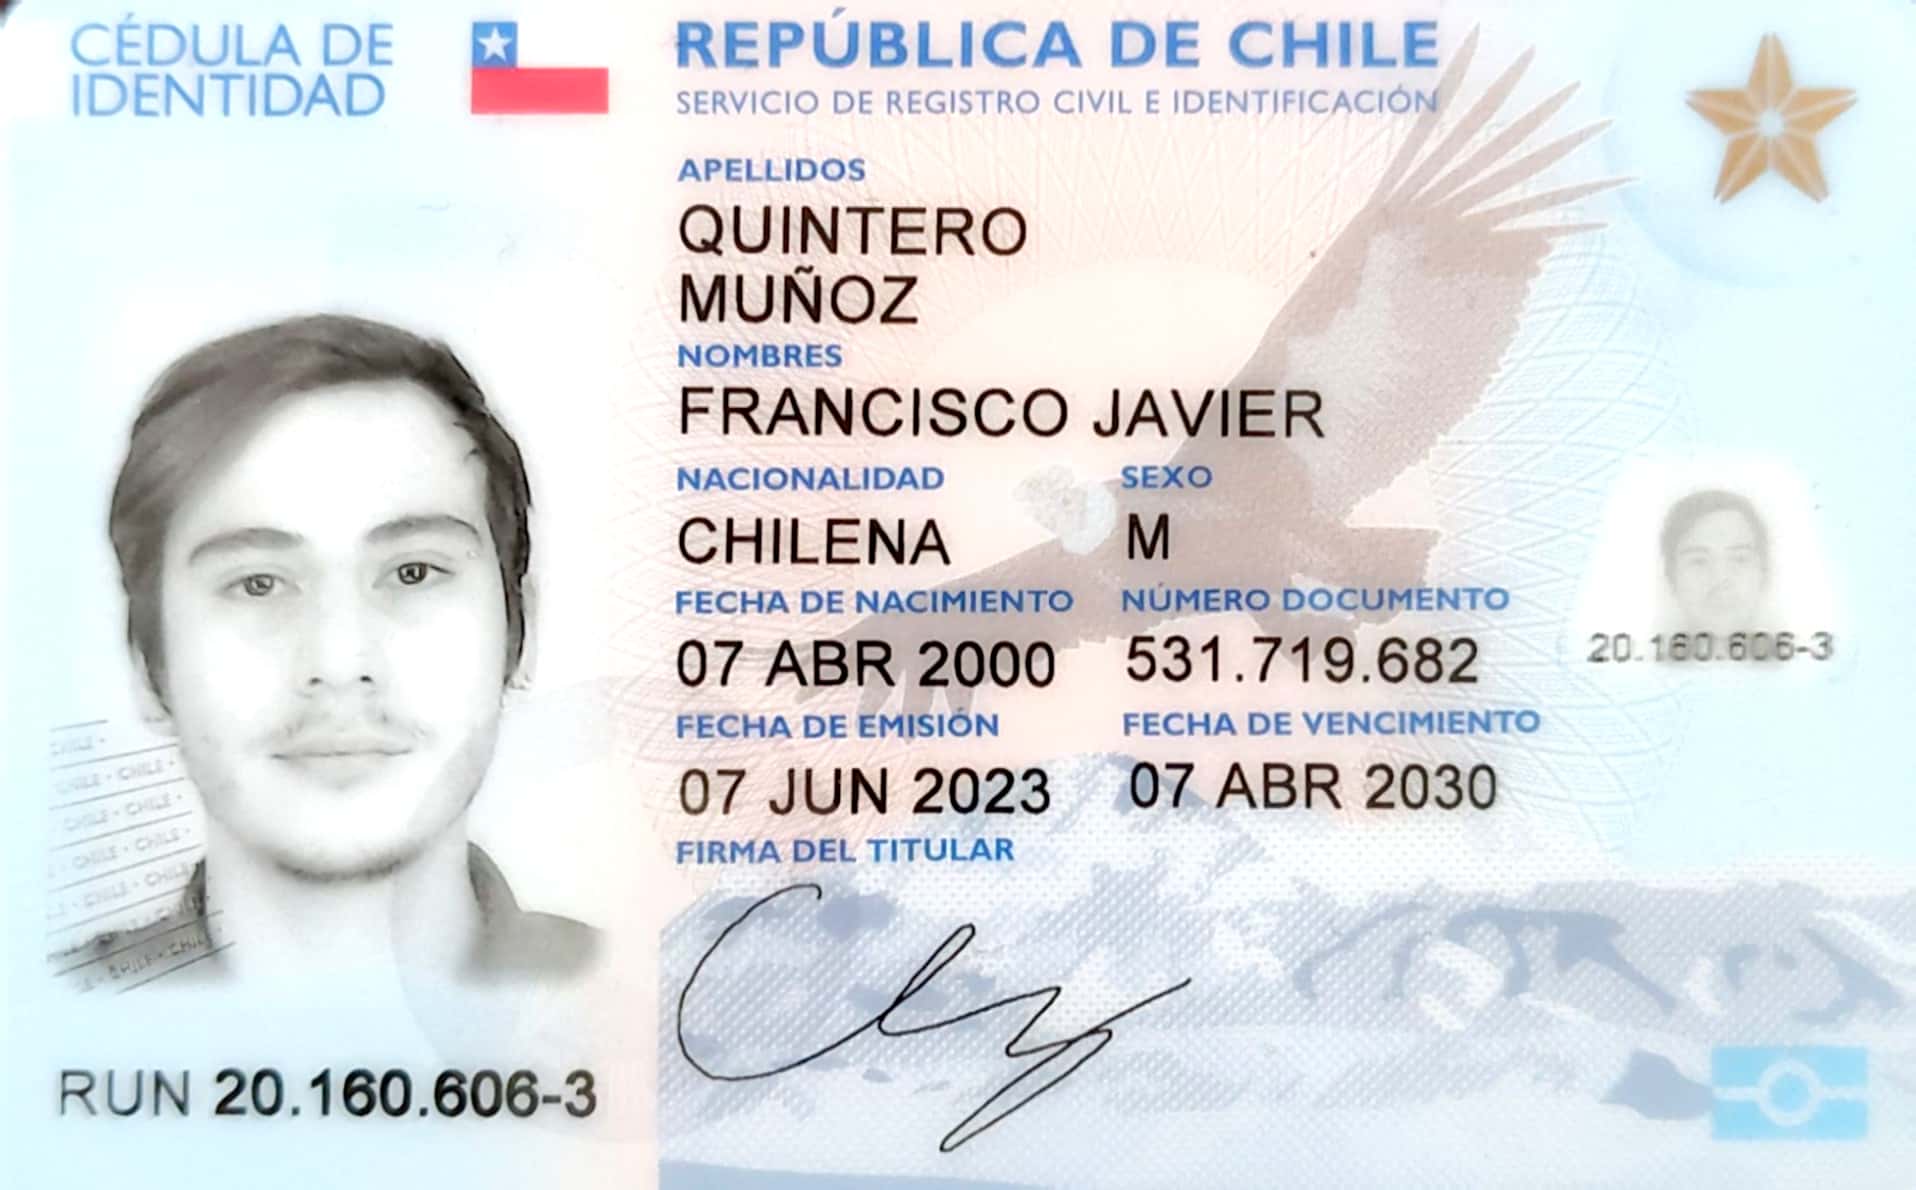 CÉDULA DE
IDENTIDAD
REPÚBLICA DE CHILE
SERVICIO DE REGISTRO CIVIL E IDENTIFICACIÓN
APELLIDOS
QUINTERO
MUÑOZ
NOMBRES
FRANCISCO JAVIER
NACIONALIDAD SEXO
CHILENA M
FECHA DE NACIMIENTO NÚMERO DOCUMENTO
07 ABR 2000 531.719.682
20.160.606-3
FECHA DE EMISIÓN FECHA DE VENCIMIENTO
07 JUN 2023 07 ABR 2030
FIRMA DEL TITULAR
CHILE
CHILE - CHILE -
CHILE - CHILE -
CHILE - CHILE -
CHILE - CHILE
CHILE - CHIL
RUN 20.160.606-3